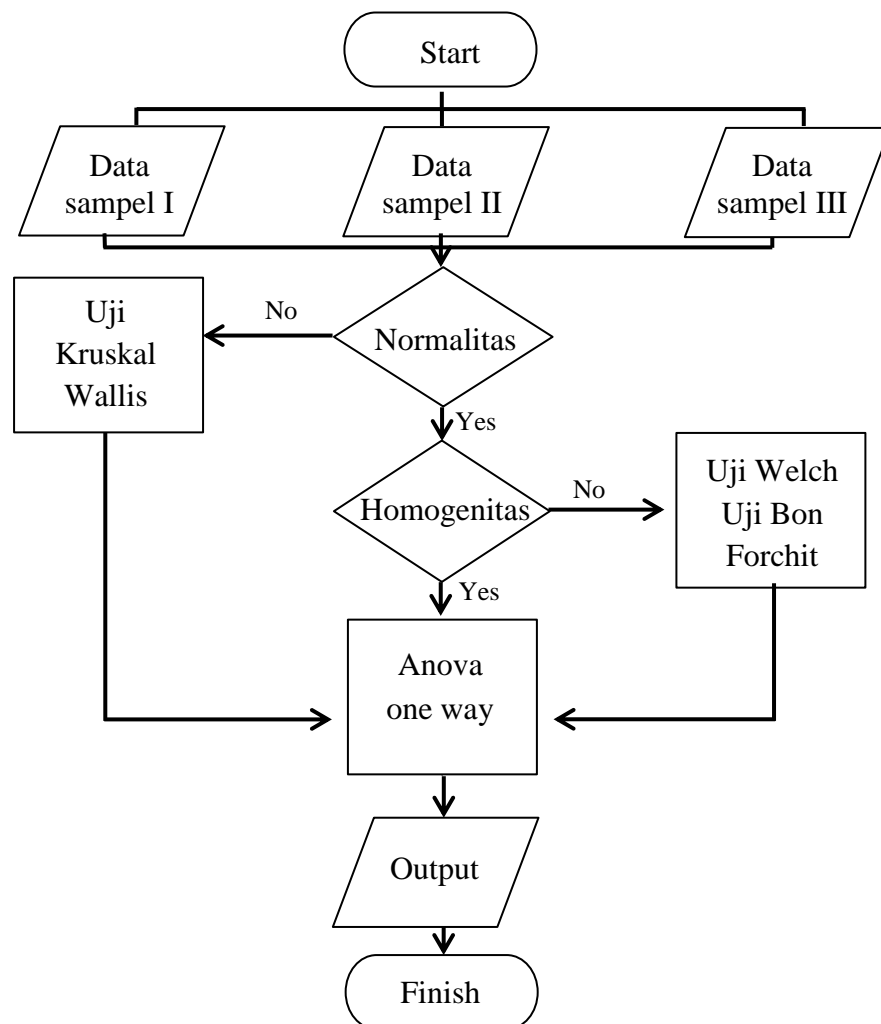 Start
Data
sampel I
Data
sampel II
Data
sampel III
Uji
Kruskal
Wallis
No
Normalitas
Yes
Homogenitas
No
Uji Welch
Uji Bon
Forchit
Yes
Anova
one way
Output
Finish